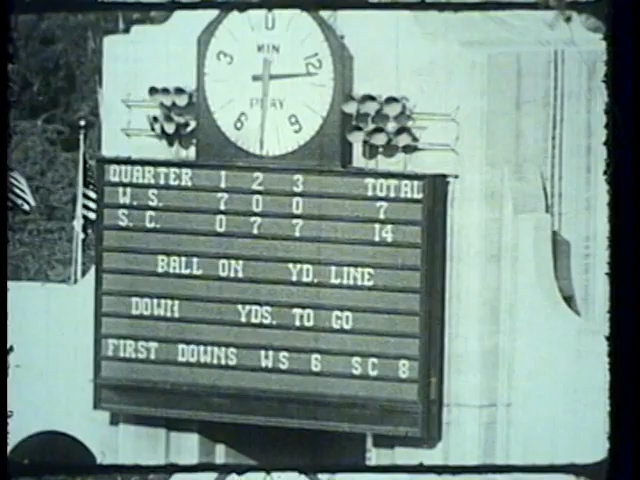 0
3 MIN 12
PLAY
6 9
QUARTER 1 2 3 TOTAL
W. S. 7 0 0 7
S. C. 0 7 7 14
BALL ON YD. LINE
DOWN YDS. TO GO
FIRST DOWNS WS 6 SC 8